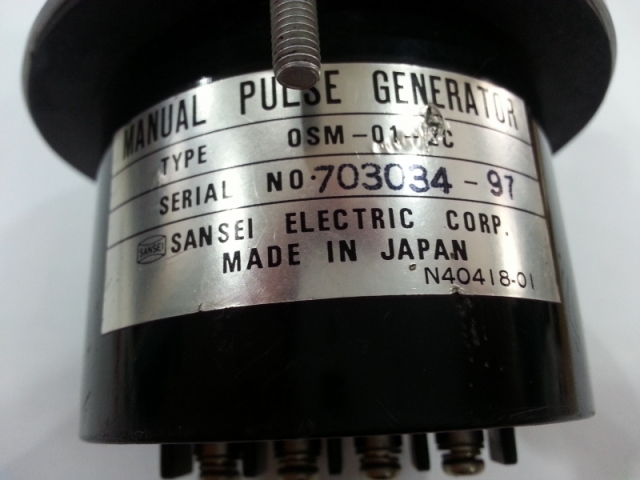 MANUAL PULSE GENERATOR
TYPE OSM-01-2C
SERIAL NO. 703034-97
SANSEI SANSEI ELECTRIC CORP.
MADE IN JAPAN
N40418-01